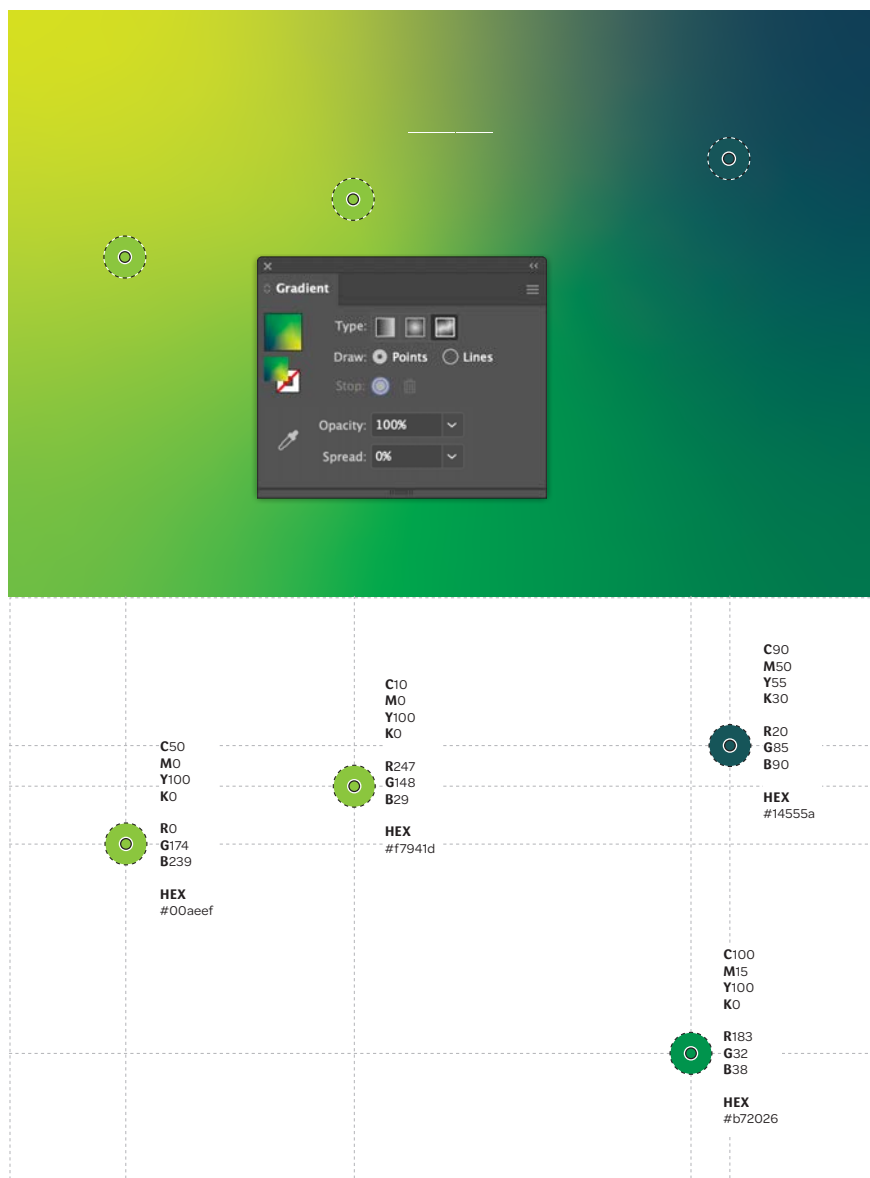 Gradient
Type:
Draw: Points Lines
Stop:
Opacity: 100%
Spread: 0%
C50
M0
Y100
K0
R0
G174
B239
HEX
#00aeef
C10
M0
Y100
K0
R247
G148
B29
HEX
#f7941d
C90
M50
Y55
K30
R20
G85
B90
HEX
#14555a
C100
M15
Y100
K0
R183
G32
B38
HEX
#b72026